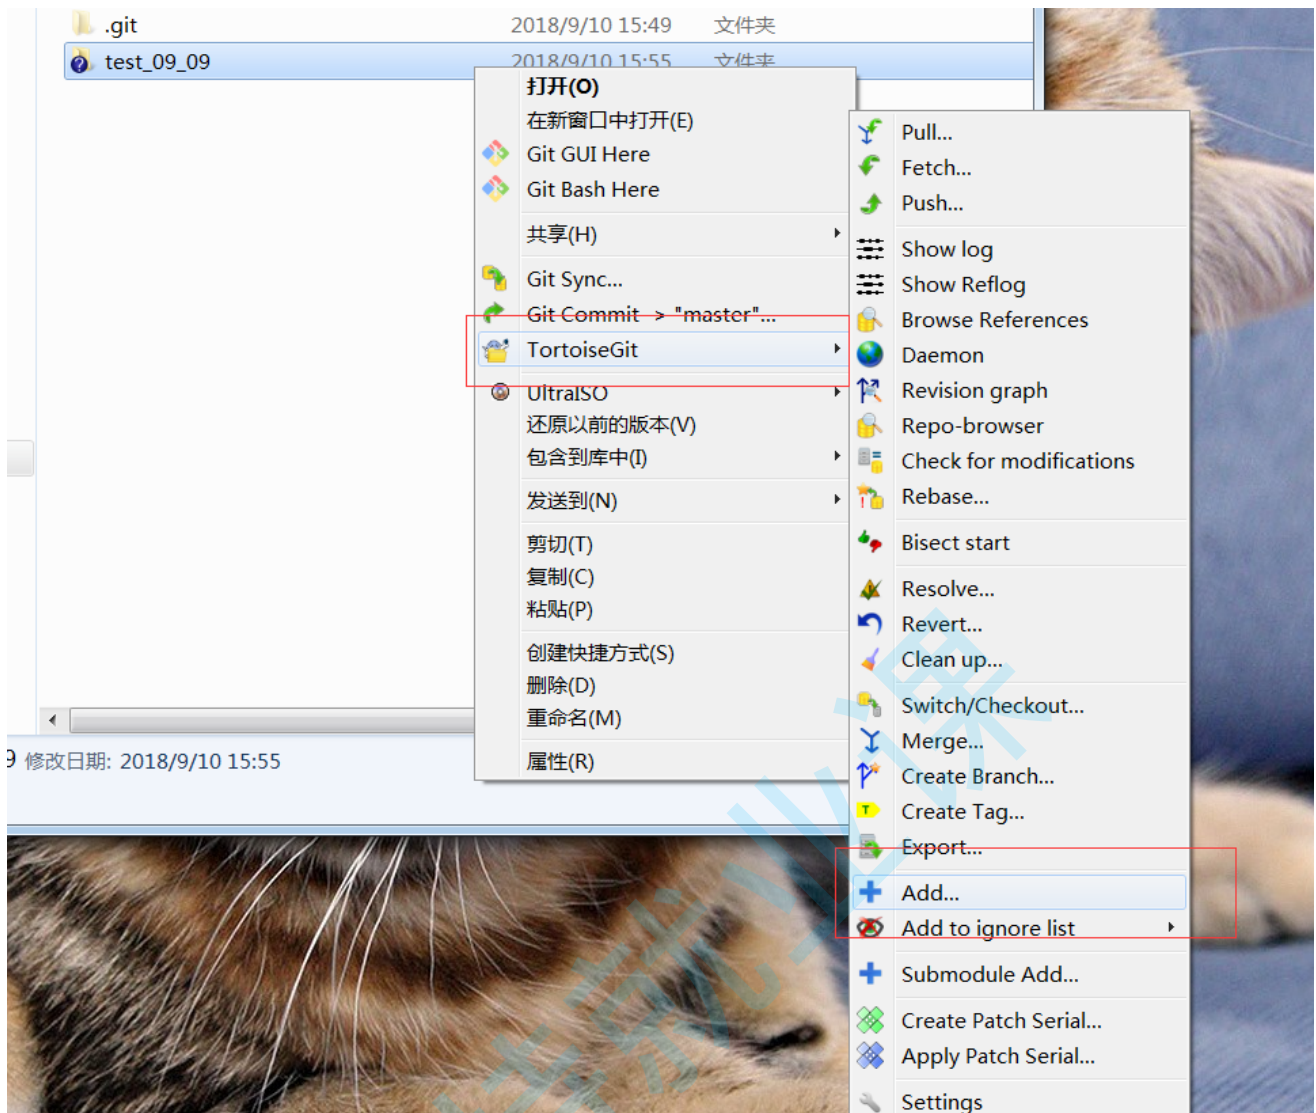 .git 2018/9/10 15:49 文件夹
test_09_09 2018/9/10 15:55 文件夹
打开(O)
在新窗口中打开(E)
Git GUI Here
Git Bash Here
共享(H)
Git Sync...
Git Commit -> "master"...
TortoiseGit
UltraISO
还原以前的版本(V)
包含到库中(I)
发送到(N)
剪切(T)
复制(C)
粘贴(P)
创建快捷方式(S)
删除(D)
重命名(M)
属性(R)
Pull...
Fetch...
Push...
Show log
Show Reflog
Browse References
Daemon
Revision graph
Repo-browser
Check for modifications
Rebase...
Bisect start
Resolve...
Revert...
Clean up...
Switch/Checkout...
Merge...
Create Branch...
Create Tag...
Export...
Add...
Add to ignore list
Submodule Add...
Create Patch Serial...
Apply Patch Serial...
Settings
9 修改日期: 2018/9/10 15:55
就业课